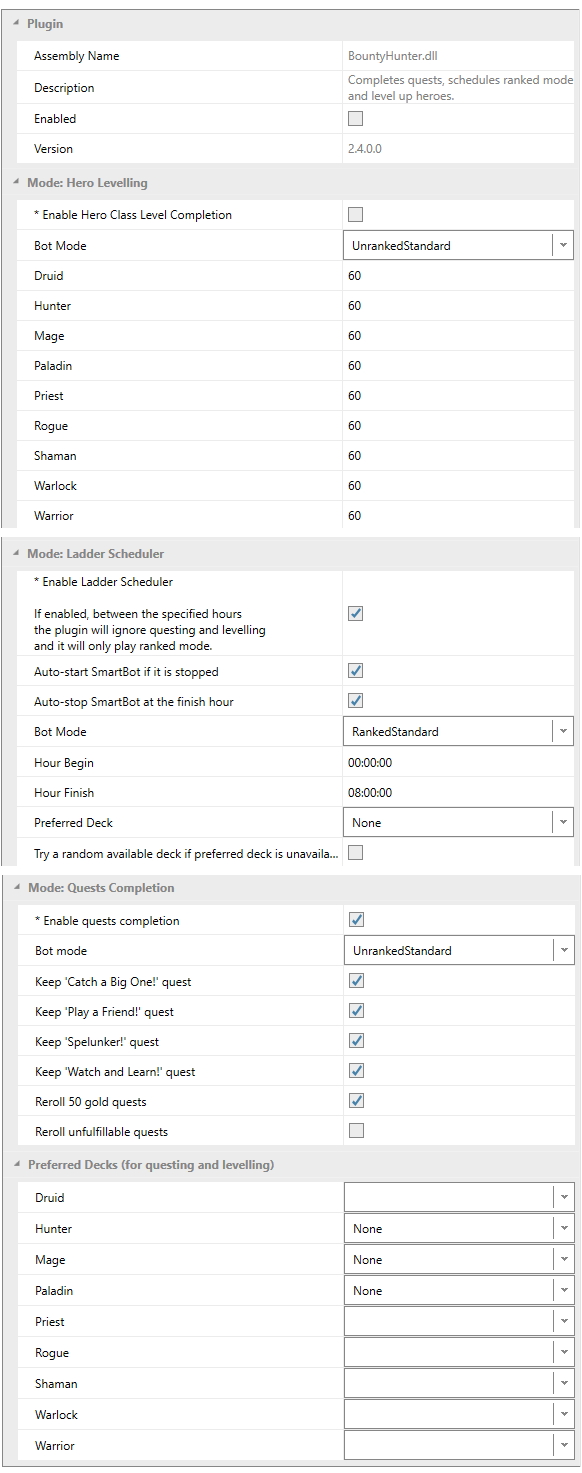 Plugin
Assembly Name BountyHunter.dll
Description Completes quests, schedules ranked mode
and level up heroes.
Enabled
Version 2.4.0.0
Mode: Hero Levelling
* Enable Hero Class Level Completion
Bot Mode UnrankedStandard
Druid 60
Hunter 60
Mage 60
Paladin 60
Priest 60
Rogue 60
Shaman 60
Warlock 60
Warrior 60
Mode: Ladder Scheduler
* Enable Ladder Scheduler
If enabled, between the specified hours
the plugin will ignore questing and levelling
and it will only play ranked mode.
Auto-start SmartBot if it is stopped
Auto-stop SmartBot at the finish hour
Bot Mode RankedStandard
Hour Begin 00:00:00
Hour Finish 08:00:00
Preferred Deck None
Try a random available deck if preferred deck is unavaila...
Mode: Quests Completion
* Enable quests completion
Bot mode UnrankedStandard
Keep 'Catch a Big One!' quest
Keep 'Play a Friend!' quest
Keep 'Spelunker!' quest
Keep 'Watch and Learn!' quest
Reroll 50 gold quests
Reroll unfulfillable quests
Preferred Decks (for questing and levelling)
Druid
Hunter None
Mage None
Paladin None
Priest
Rogue
Shaman
Warlock
Warrior